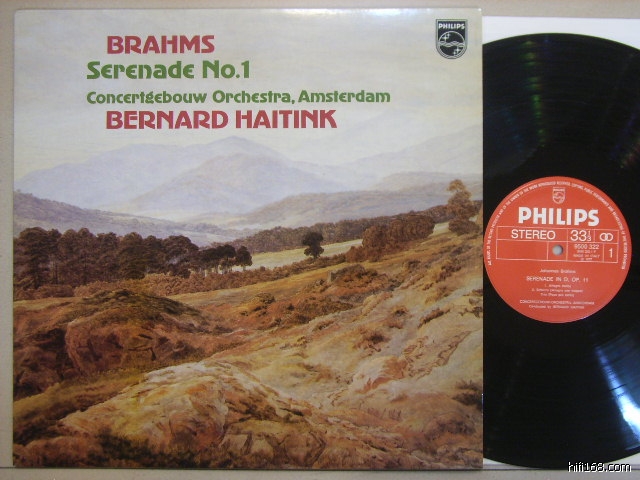 BRAHMS
Serenade No.1
Concertgebouw Orchestra, Amsterdam
BERNARD HAITINK
PHILIPS
PHILIPS
STEREO 33⅓
9500 322
1
Johannes Brahms
SERENADE IN D, OP. 11
hifi168.com